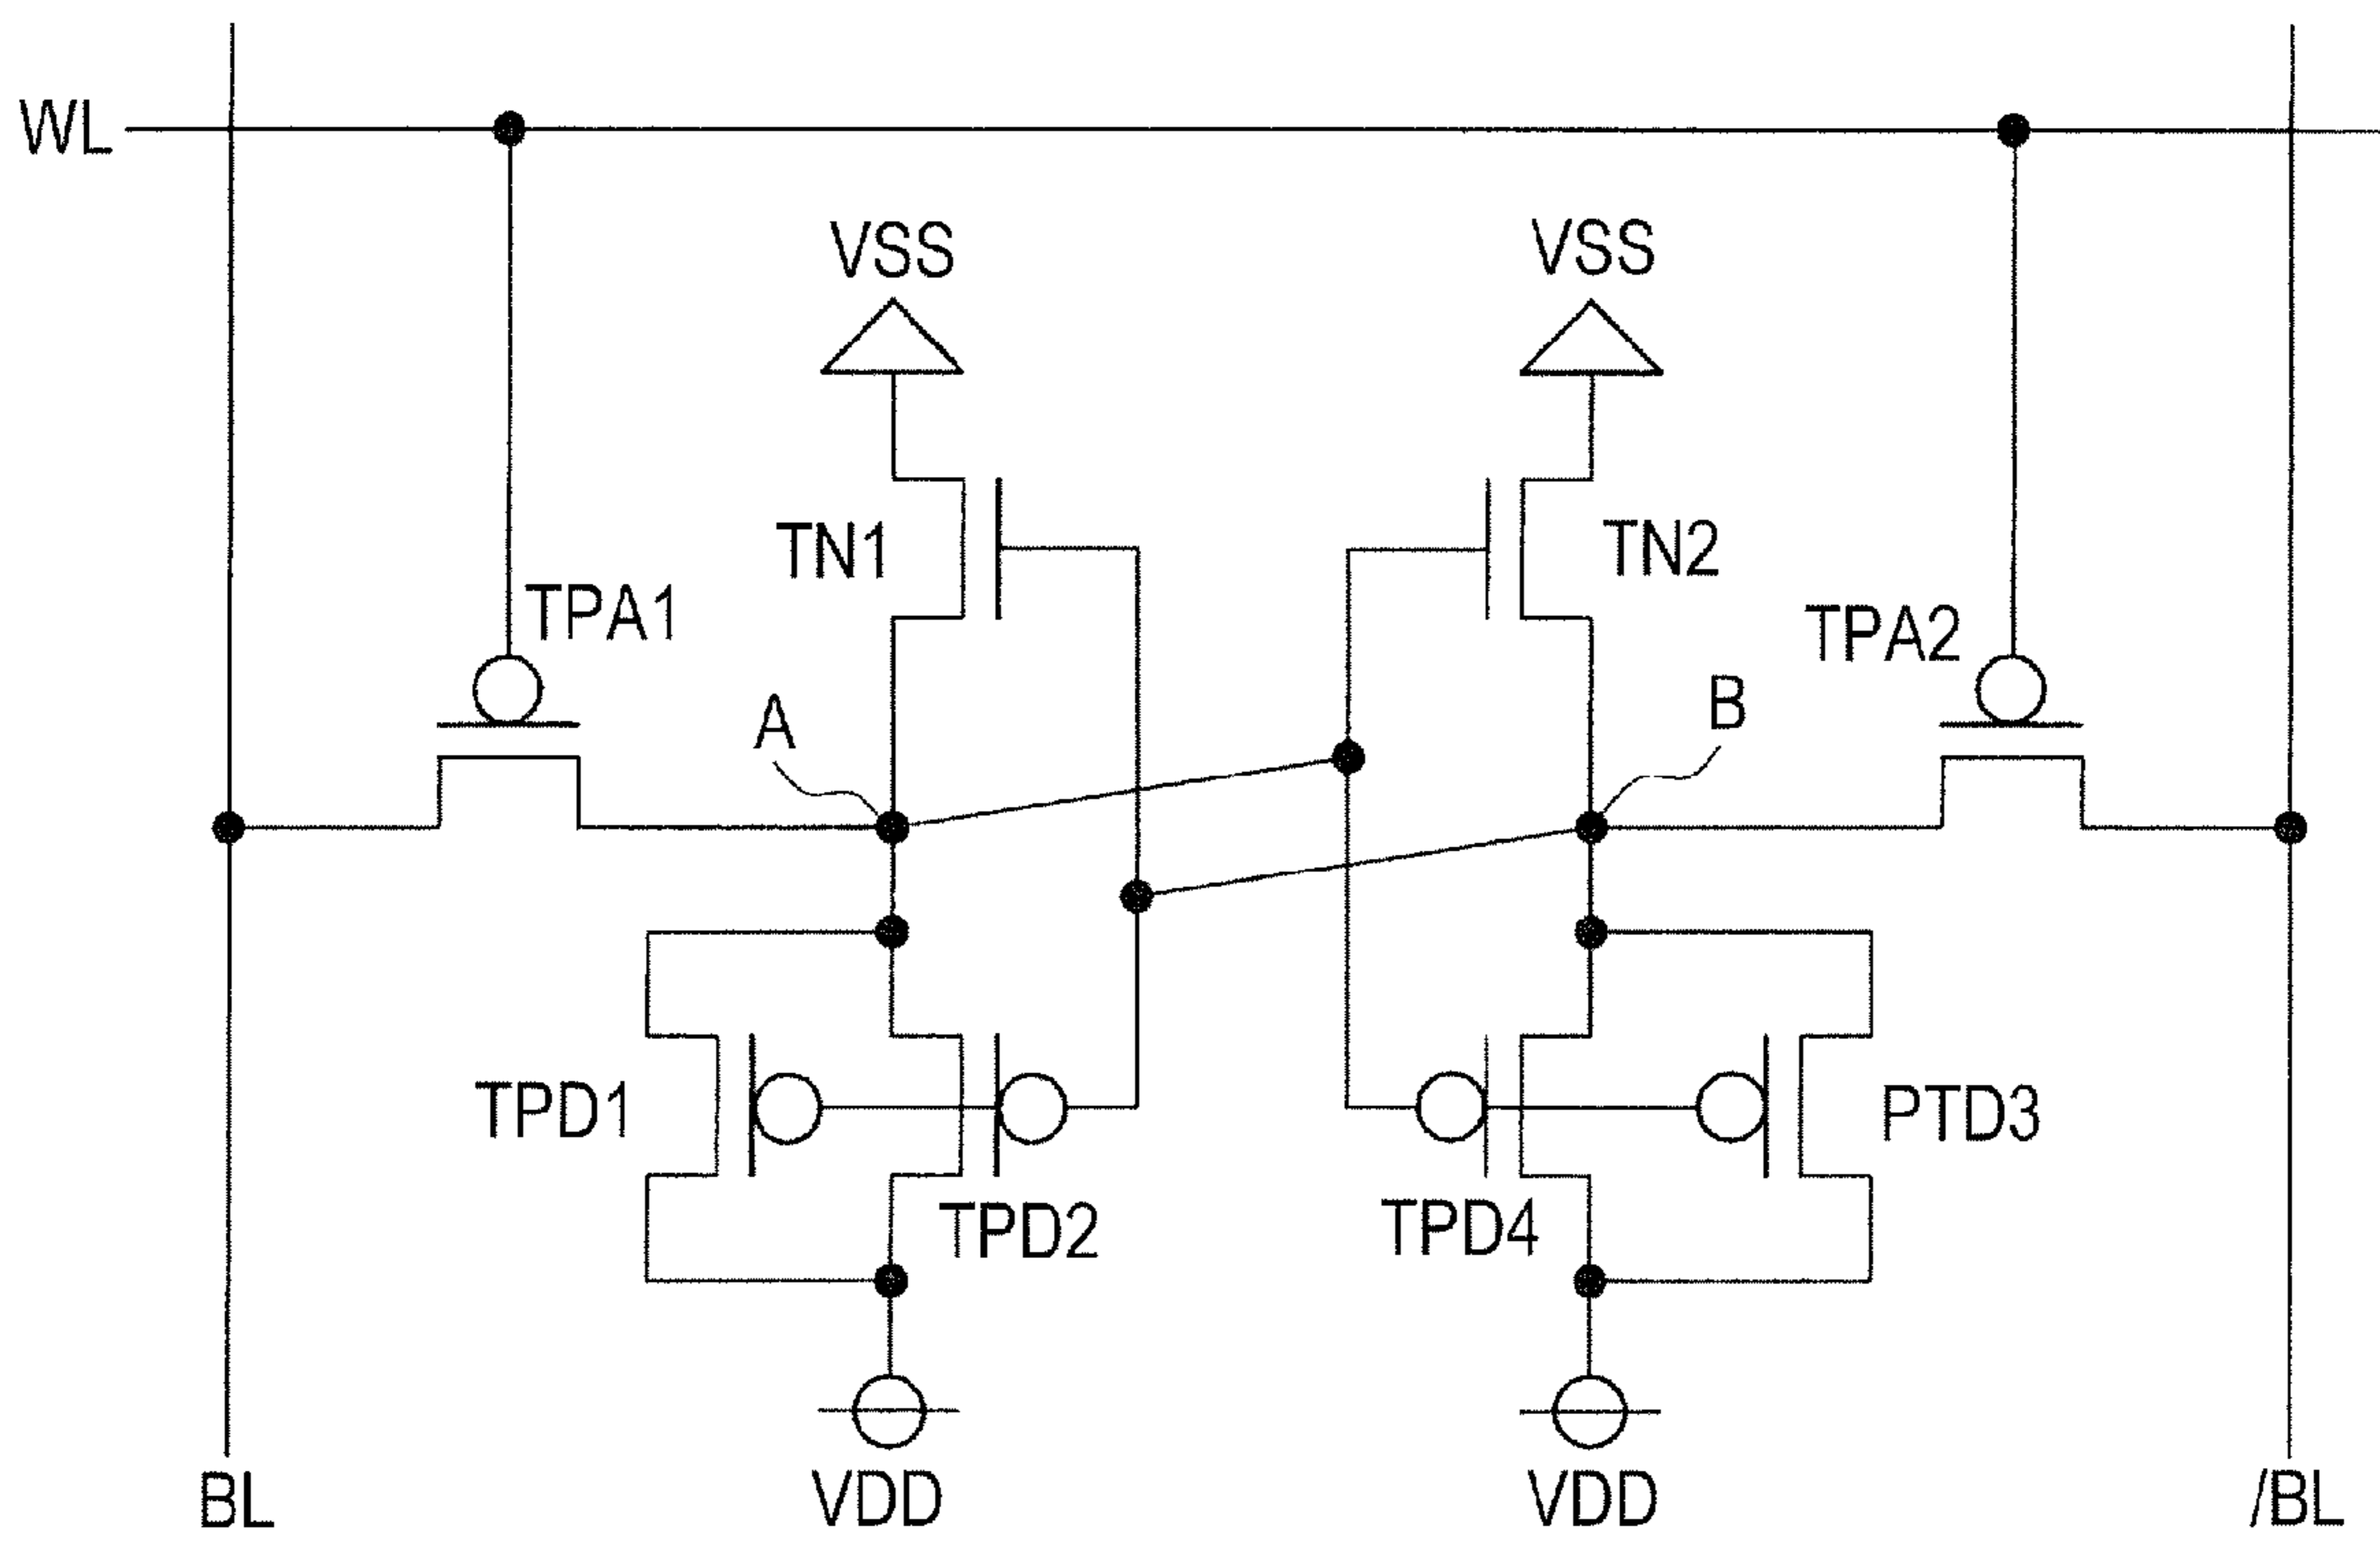 WL
VSS
VSS
TN1
TN2
TPA1
TPA2
A
B
TPD1
PTD3
TPD2
TPD4
BL
VDD
VDD
/BL